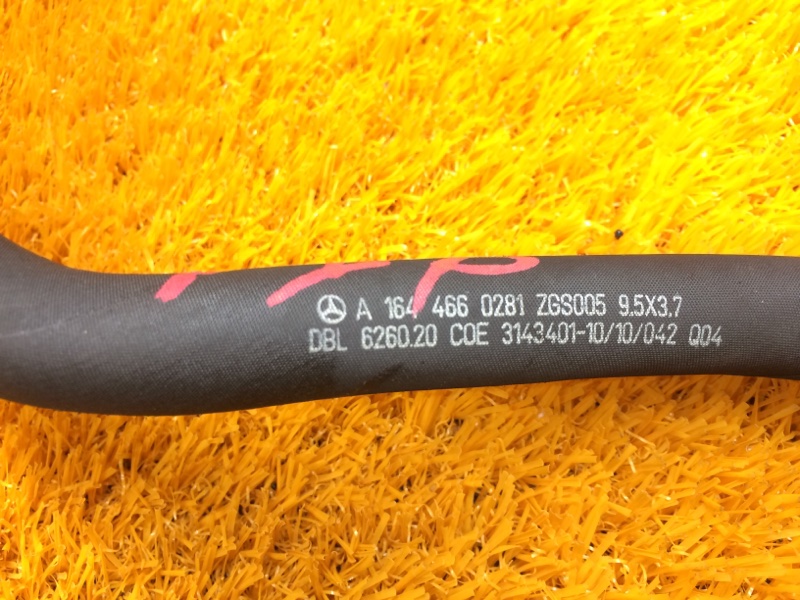 A 164 466 0281 ZGS005 9.5X3.7
DBL 6260.20 COE 3143401-10/10/042 Q04